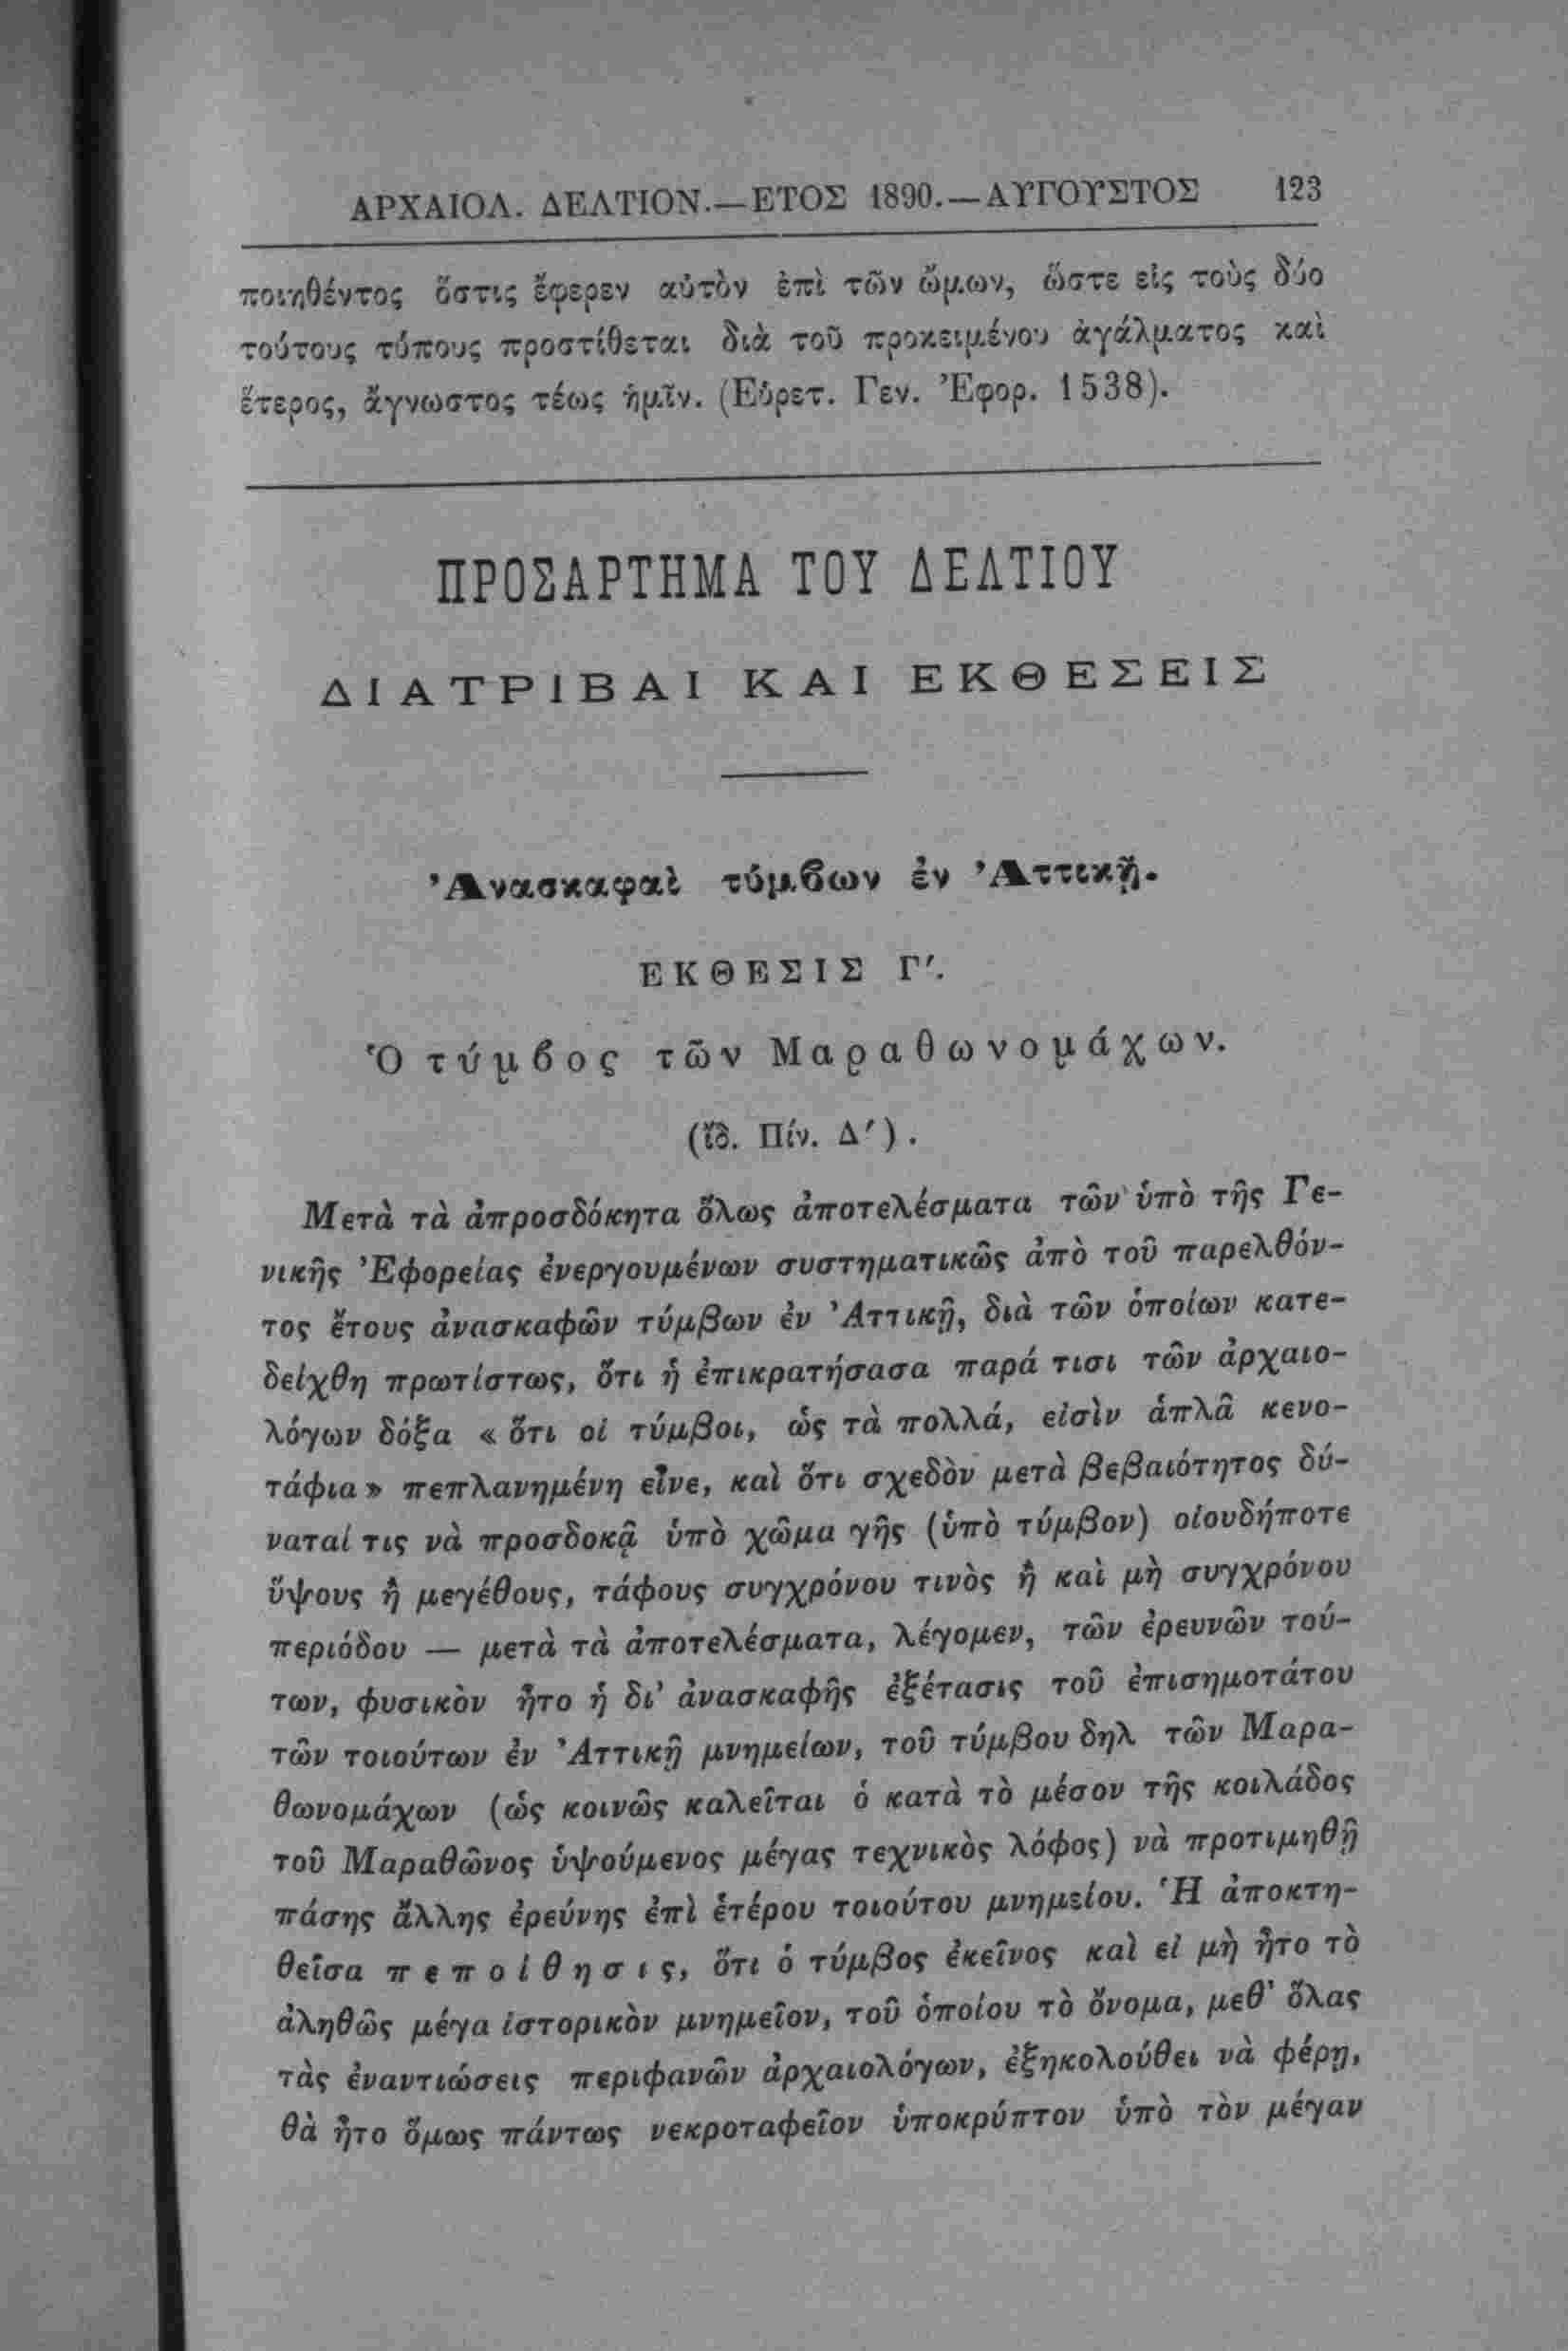 ΑΡΧΑΙΟΛ. ΔΕΛΤΙΟΝ.—ΕΤΟΣ 1890.—ΑΥΓΟΥΣΤΟΣ 123
ποιηθέντος ὅστις ἔφερεν αὐτὸν ἐπὶ τῶν ὤμων, ὥστε εἰς τοὺς δύο
τούτους τύπους προστίθεται διὰ τοῦ προκειμένου ἀγάλματος καὶ
ἕτερος, ἄγνωστος τέως ἡμῖν. (Εὑρετ. Γεν. Ἐφορ. 1538).
ΠΡΟΣΑΡΤΗΜΑ ΤΟΥ ΔΕΛΤΙΟΥ
ΔΙΑΤΡΙΒΑΙ ΚΑΙ ΕΚΘΕΣΕΙΣ
Ἀνασκαφαὶ τύμβων ἐν Ἀττικῇ.
ΕΚΘΕΣΙΣ Γ′.
Ὁ τύμβος τῶν Μαραθωνομάχων.
(ἴδ. Πίν. Δ′).
Μετὰ τὰ ἀπροσδόκητα ὅλως ἀποτελέσματα τῶν ὑπὸ τῆς Γε-
νικῆς Ἐφορείας ἐνεργουμένων συστηματικῶς ἀπὸ τοῦ παρελθόν-
τος ἔτους ἀνασκαφῶν τύμβων ἐν Ἀττικῇ, διὰ τῶν ὁποίων κατε-
δείχθη πρωτίστως, ὅτι ἡ ἐπικρατήσασα παρά τισι τῶν ἀρχαιο-
λόγων δόξα « ὅτι οἱ τύμβοι, ὡς τὰ πολλά, εἰσὶν ἁπλᾶ κενο-
τάφια» πεπλανημένη εἶνε, καὶ ὅτι σχεδὸν μετὰ βεβαιότητος δύ-
ναταί τις νὰ προσδοκᾷ ὑπὸ χῶμα γῆς (ὑπὸ τύμβον) οἱουδήποτε
ὕψους ἢ μεγέθους, τάφους συγχρόνου τινὸς ἢ καὶ μὴ συγχρόνου
περιόδου — μετὰ τὰ ἀποτελέσματα, λέγομεν, τῶν ἐρευνῶν τού-
των, φυσικὸν ἦτο ἡ δι’ ἀνασκαφῆς ἐξέτασις τοῦ ἐπισημοτάτου
τῶν τοιούτων ἐν Ἀττικῇ μνημείων, τοῦ τύμβου δηλ τῶν Μαρα-
θωνομάχων (ὡς κοινῶς καλεῖται ὁ κατὰ τὸ μέσον τῆς κοιλάδος
τοῦ Μαραθῶνος ὑψούμενος μέγας τεχνικὸς λόφος) νὰ προτιμηθῇ
πάσης ἄλλης ἐρεύνης ἐπὶ ἑτέρου τοιούτου μνημείου. Ἡ ἀποκτη-
θεῖσα πεποίθησις, ὅτι ὁ τύμβος ἐκεῖνος καὶ εἰ μὴ ἦτο τὸ
ἀληθῶς μέγα ἱστορικὸν μνημεῖον, τοῦ ὁποίου τὸ ὄνομα, μεθ’ ὅλας
τὰς ἐναντιώσεις περιφανῶν ἀρχαιολόγων, ἐξηκολούθει νὰ φέρῃ,
θὰ ἦτο ὅμως πάντως νεκροταφεῖον ὑποκρύπτον ὑπὸ τὸν μέγαν